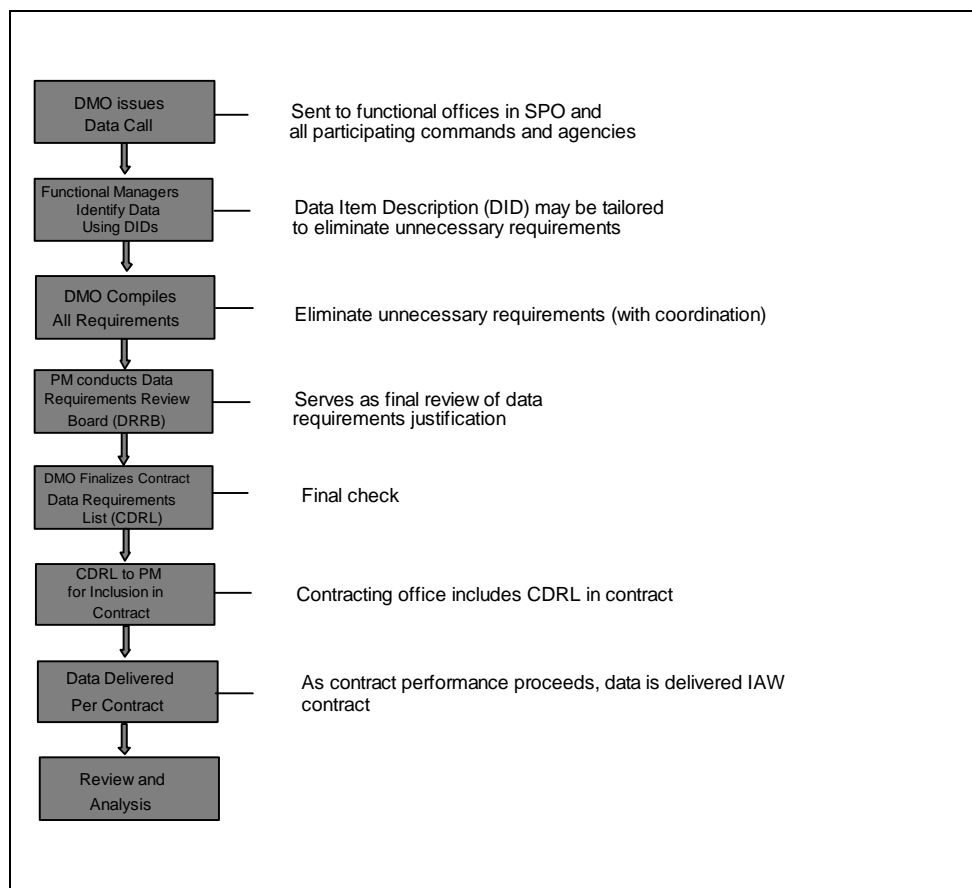 DMO issues
Data Call
Sent to functional offices in SPO and
all participating commands and agencies
Functional Managers
Identify Data
Using DIDs
Data Item Description (DID) may be tailored
to eliminate unnecessary requirements
DMO Compiles
All Requirements
Eliminate unnecessary requirements (with coordination)
PM conducts Data
Requirements Review
Board (DRRB)
Serves as final review of data
requirements justification
DMO Finalizes Contract
Data Requirements
List (CDRL)
Final check
CDRL to PM
for Inclusion in
Contract
Contracting office includes CDRL in contract
Data Delivered
Per Contract
As contract performance proceeds, data is delivered IAW
contract
Review and
Analysis